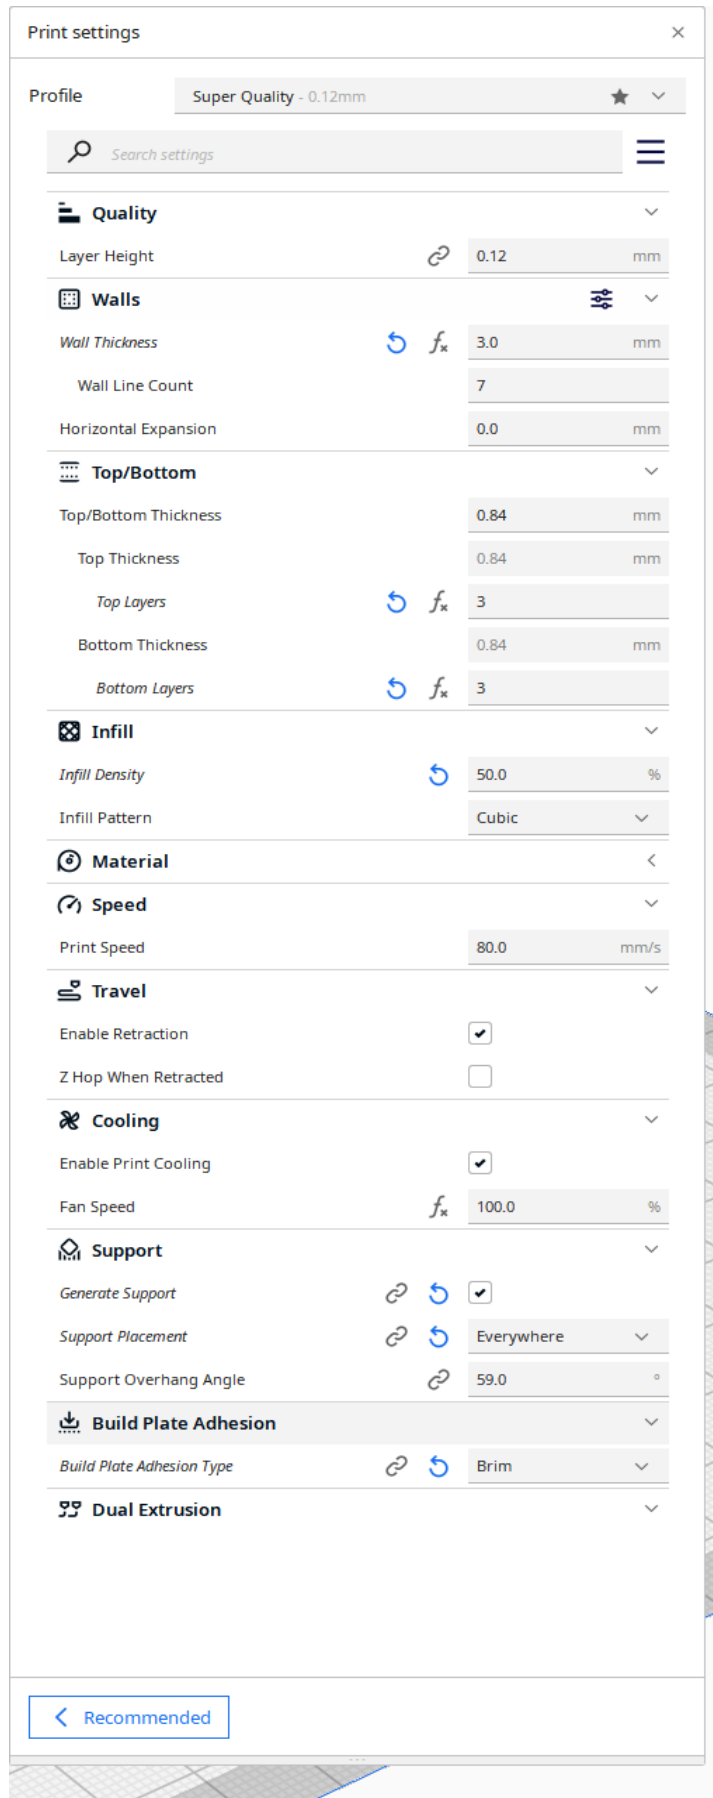 Print settings
Profile Super Quality - 0.12mm
Search settings
Quality
Layer Height 0.12 mm
Walls
Wall Thickness 3.0 mm
Wall Line Count 7
Horizontal Expansion 0.0 mm
Top/Bottom
Top/Bottom Thickness 0.84 mm
Top Thickness 0.84 mm
Top Layers 3
Bottom Thickness 0.84 mm
Bottom Layers 3
Infill
Infill Density 50.0 %
Infill Pattern Cubic
Material
Speed
Print Speed 80.0 mm/s
Travel
Enable Retraction
Z Hop When Retracted
Cooling
Enable Print Cooling
Fan Speed 100.0 %
Support
Generate Support
Support Placement Everywhere
Support Overhang Angle 59.0 °
Build Plate Adhesion
Build Plate Adhesion Type Brim
Dual Extrusion
Recommended